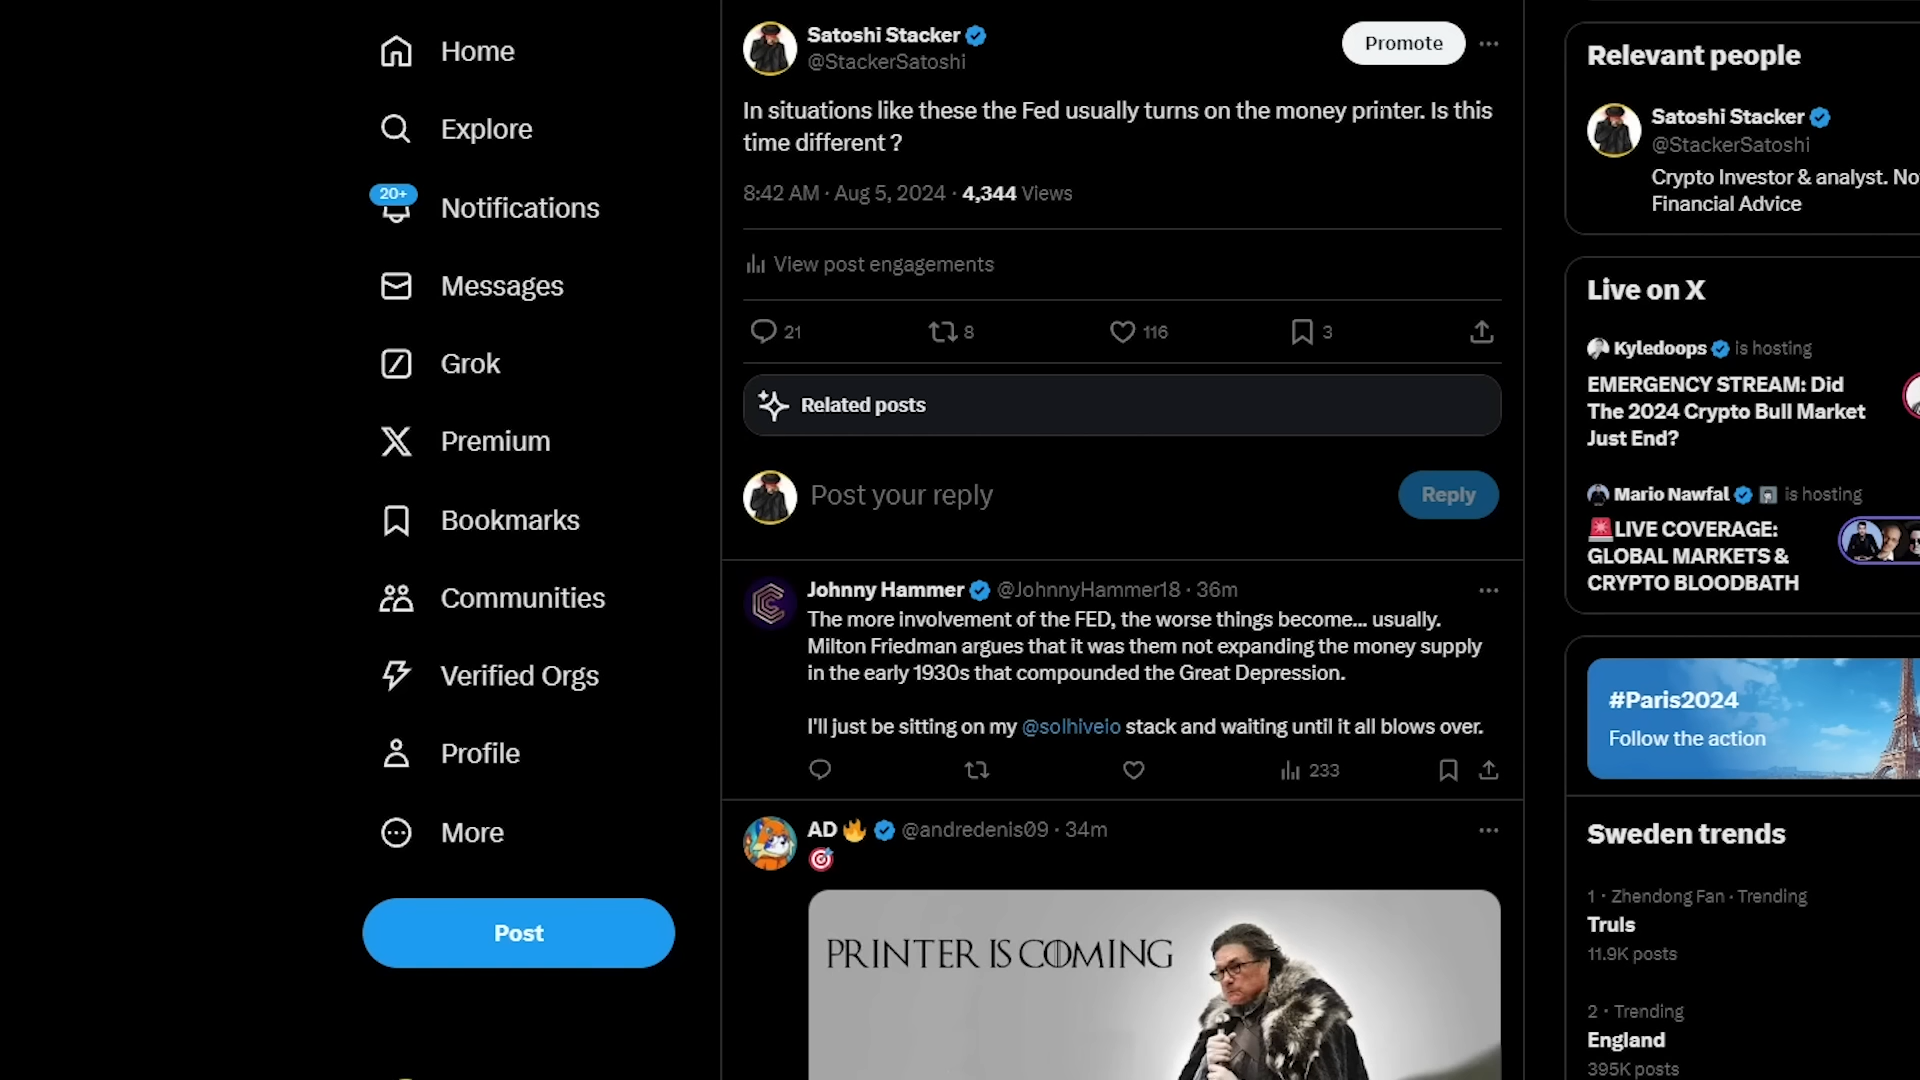 Home
Explore
20+
Notifications
Messages
Grok
Premium
Bookmarks
Communities
Verified Orgs
Profile
More
Post
Satoshi Stacker
@StackerSatoshi
Promote
In situations like these the Fed usually turns on the money printer. Is this
time different ?
8:42 AM · Aug 5, 2024 · 4,344 Views
View post engagements
21
8
116
3
Related posts
Post your reply
Reply
Johnny Hammer @JohnnyHammer18 · 36m
The more involvement of the FED, the worse things become... usually.
Milton Friedman argues that it was them not expanding the money supply
in the early 1930s that compounded the Great Depression.
I'll just be sitting on my @solhiveio stack and waiting until it all blows over.
233
AD @andredenis09 · 34m
PRINTER IS COMING
Relevant people
Satoshi Stacker
@StackerSatoshi
Crypto Investor & analyst. No
Financial Advice
Live on X
Kyledoops is hosting
EMERGENCY STREAM: Did
The 2024 Crypto Bull Market
Just End?
Mario Nawfal is hosting
LIVE COVERAGE:
GLOBAL MARKETS &
CRYPTO BLOODBATH
#Paris2024
Follow the action
Sweden trends
1 · Zhendong Fan · Trending
Truls
11.9K posts
2 · Trending
England
395K posts